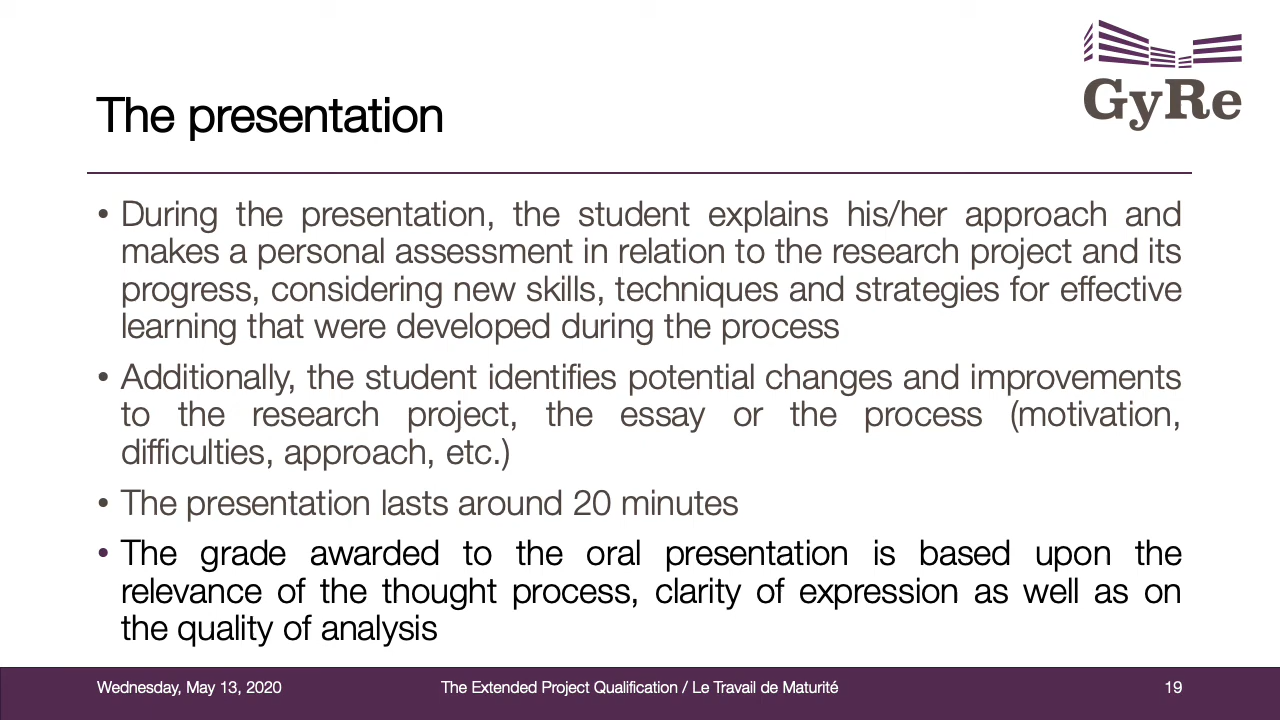 GyRe
The presentation
• During the presentation, the student explains his/her approach and
makes a personal assessment in relation to the research project and its
progress, considering new skills, techniques and strategies for effective
learning that were developed during the process
• Additionally, the student identifies potential changes and improvements
to the research project, the essay or the process (motivation,
difficulties, approach, etc.)
• The presentation lasts around 20 minutes
• The grade awarded to the oral presentation is based upon the
relevance of the thought process, clarity of expression as well as on
the quality of analysis
Wednesday, May 13, 2020
The Extended Project Qualification / Le Travail de Maturité
19